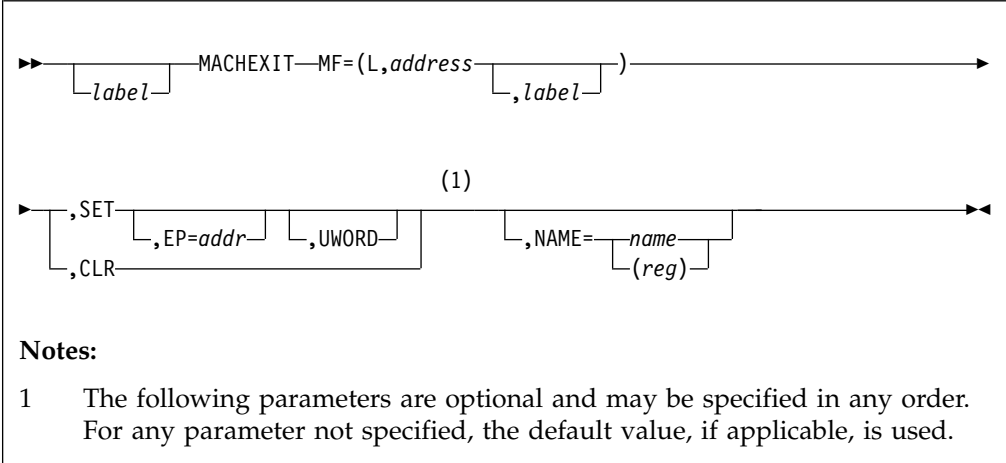 MACHEXIT MF=(L,address )
label ,label
(1)
,SET
,EP=addr ,UWORD ,NAME= name
,CLR (reg)
Notes:
1 The following parameters are optional and may be specified in any order.
For any parameter not specified, the default value, if applicable, is used.